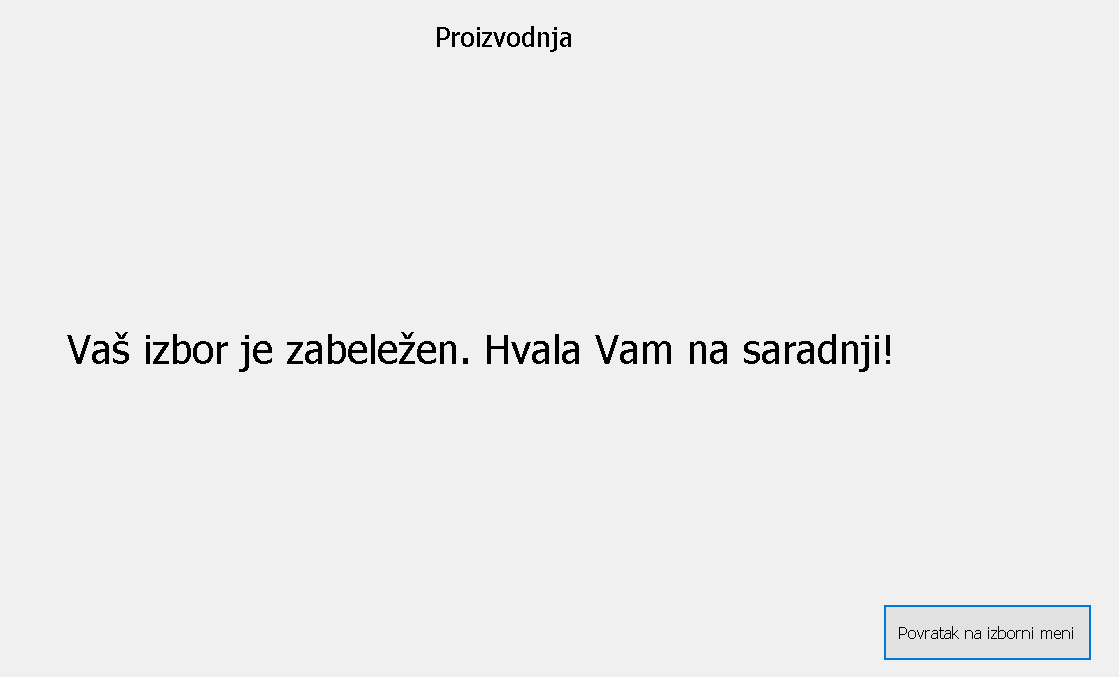 Proizvodnja
Vaš izbor je zabeležen. Hvala Vam na saradnji!
Povratak na izborni meni